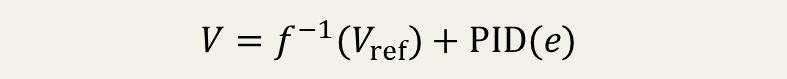 V = f⁻¹(V_ref) + PID(e)